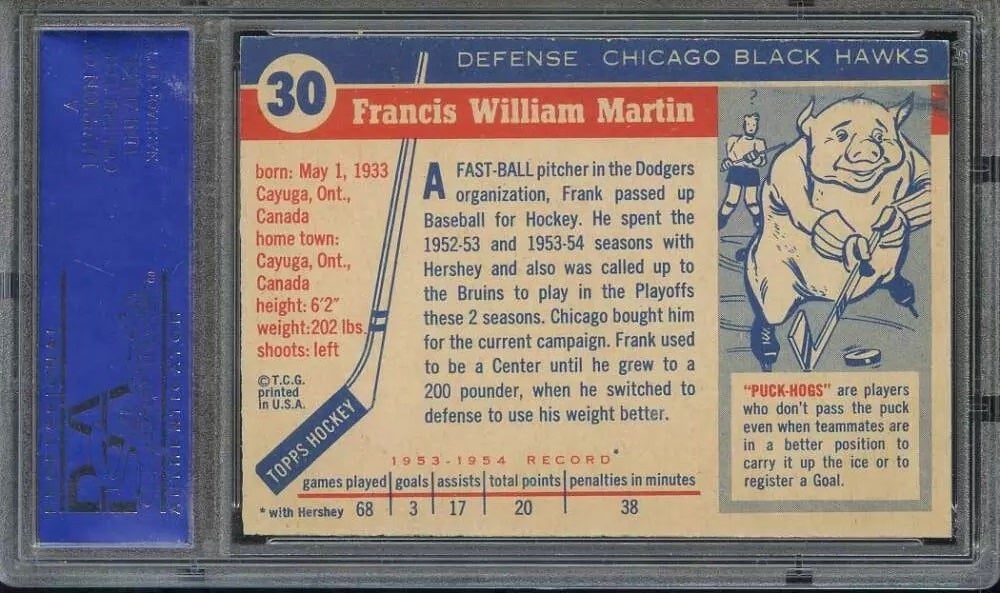 30
DEFENSE CHICAGO BLACK HAWKS
Francis William Martin
born: May 1, 1933
Cayuga, Ont.,
Canada
home town:
Cayuga, Ont.,
Canada
height: 6'2"
weight: 202 lbs.
shoots: left
©T.C.G.
printed
in U.S.A.
TOPPS HOCKEY
A FAST-BALL pitcher in the Dodgers
organization, Frank passed up
Baseball for Hockey. He spent the
1952-53 and 1953-54 seasons with
Hershey and also was called up to
the Bruins to play in the Playoffs
these 2 seasons. Chicago bought him
for the current campaign. Frank used
to be a Center until he grew to a
200 pounder, when he switched to
defense to use his weight better.
1953-1954 RECORD*
games played goals assists total points penalties in minutes
* with Hershey 68 3 17 20 38
?
"PUCK-HOGS" are players
who don't pass the puck
even when teammates are
in a better position to
carry it up the ice or to
register a Goal.
PSA